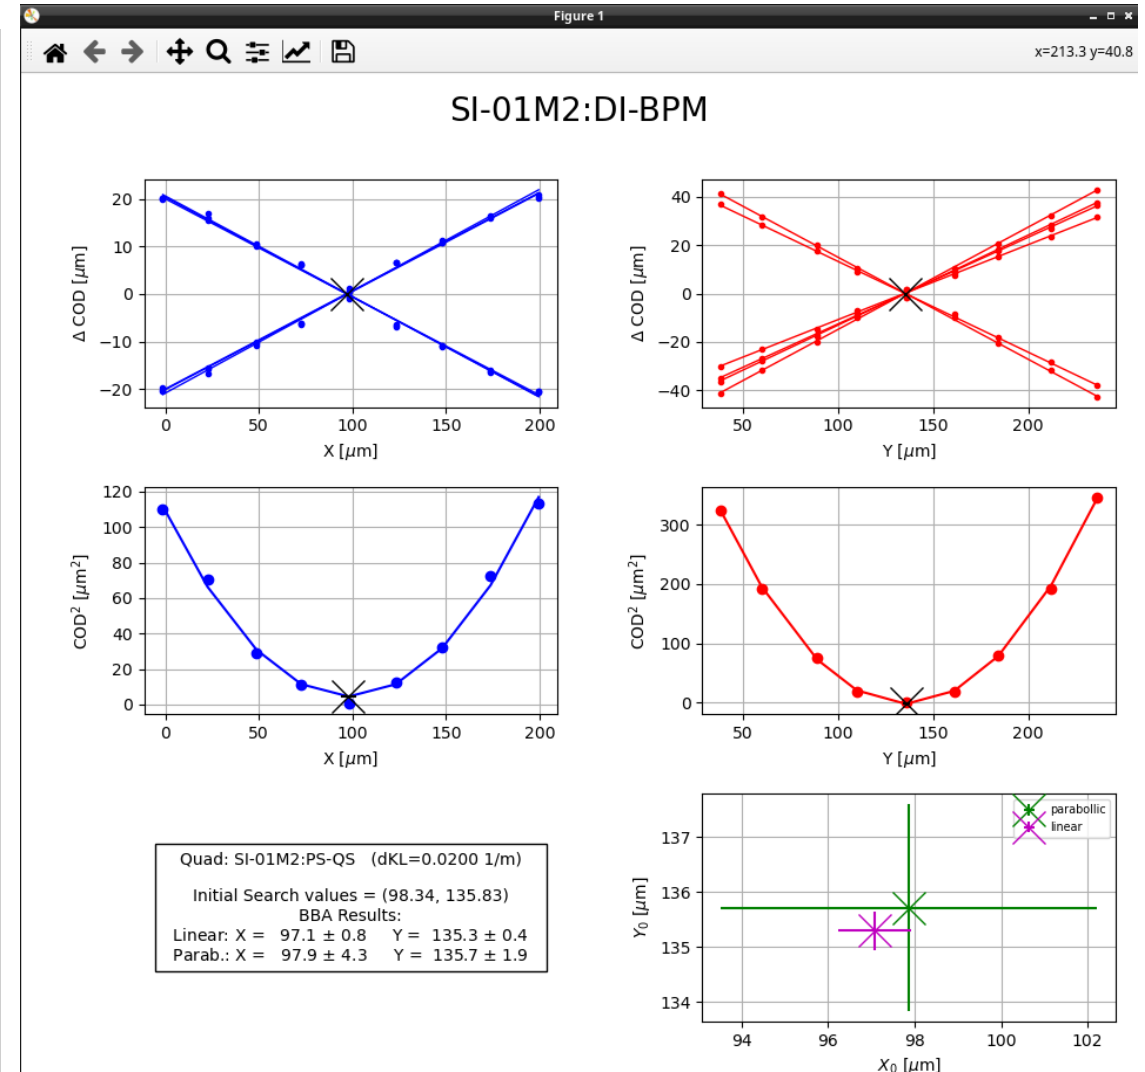 Figure 1
x=213.3 y=40.8
SI-01M2:DI-BPM
20
10
0
−10
−20
Δ COD [μm]
0 50 100 150 200
X [μm]
40
20
0
−20
−40
Δ COD [μm]
50 100 150 200
Y [μm]
120
100
80
60
40
20
0
COD² [μm²]
0 50 100 150 200
X [μm]
300
200
100
0
COD² [μm²]
50 100 150 200
Y [μm]
Quad: SI-01M2:PS-QS (dKL=0.0200 1/m)
Initial Search values = (98.34, 135.83)
BBA Results:
Linear: X = 97.1 ± 0.8 Y = 135.3 ± 0.4
Parab.: X = 97.9 ± 4.3 Y = 135.7 ± 1.9
parabollic
linear
137
136
135
134
Y₀ [μm]
94 96 98 100 102
X₀ [μm]